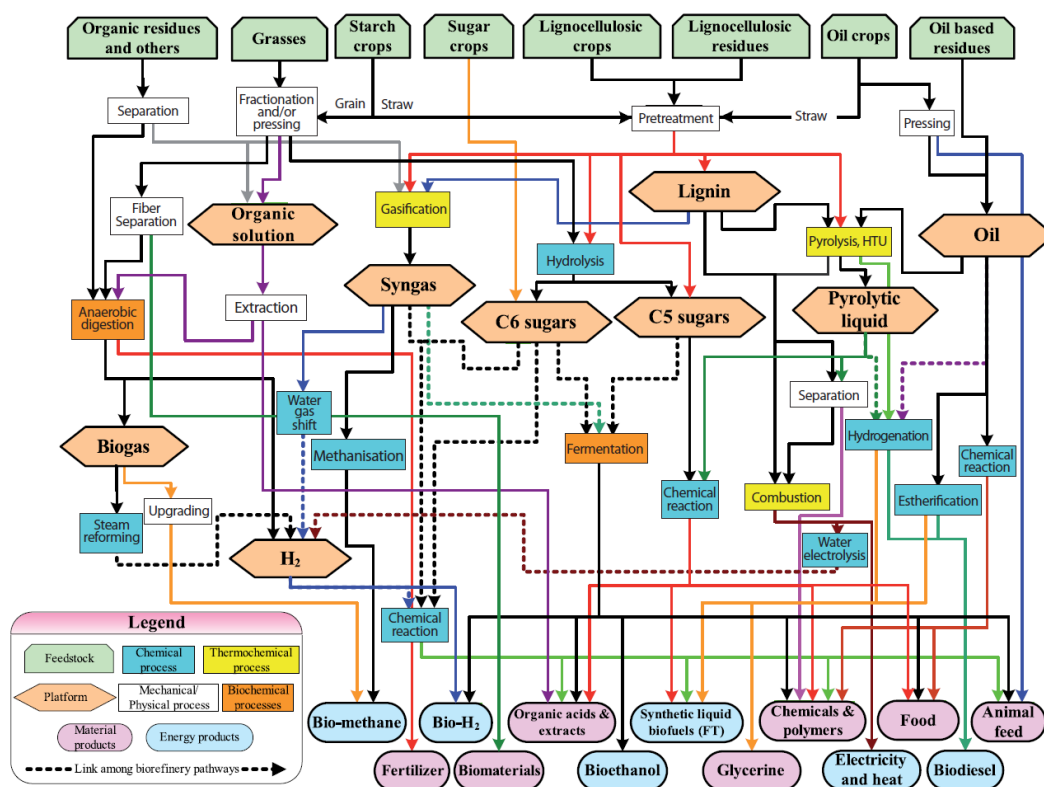 Organic residues
and others
Grasses
Starch
crops
Sugar
crops
Lignocellulosic
crops
Lignocellulosic
residues
Oil crops
Oil based
residues
Separation
Fractionation
and/or
pressing
Grain
Straw
Pretreatment
Straw
Pressing
Fiber
Separation
Organic
solution
Gasification
Lignin
Pyrolysis, HTU
Oil
Hydrolysis
Anaerobic
digestion
Extraction
Syngas
C6 sugars
C5 sugars
Pyrolytic
liquid
Separation
Water
gas
shift
Biogas
Methanisation
Fermentation
Hydrogenation
Chemical
reaction
Steam
reforming
Upgrading
Chemical
reaction
Combustion
Estherification
H2
Water
electrolysis
Chemical
reaction
Legend
Feedstock
Chemical
process
Thermochemical
process
Platform
Mechanical/
Physical process
Biochemical
processes
Material
products
Energy products
Link among biorefinery pathways
Bio-methane
Bio-H2
Organic acids &
extracts
Synthetic liquid
biofuels (FT)
Chemicals &
polymers
Food
Animal
feed
Fertilizer
Biomaterials
Bioethanol
Glycerine
Electricity
and heat
Biodiesel